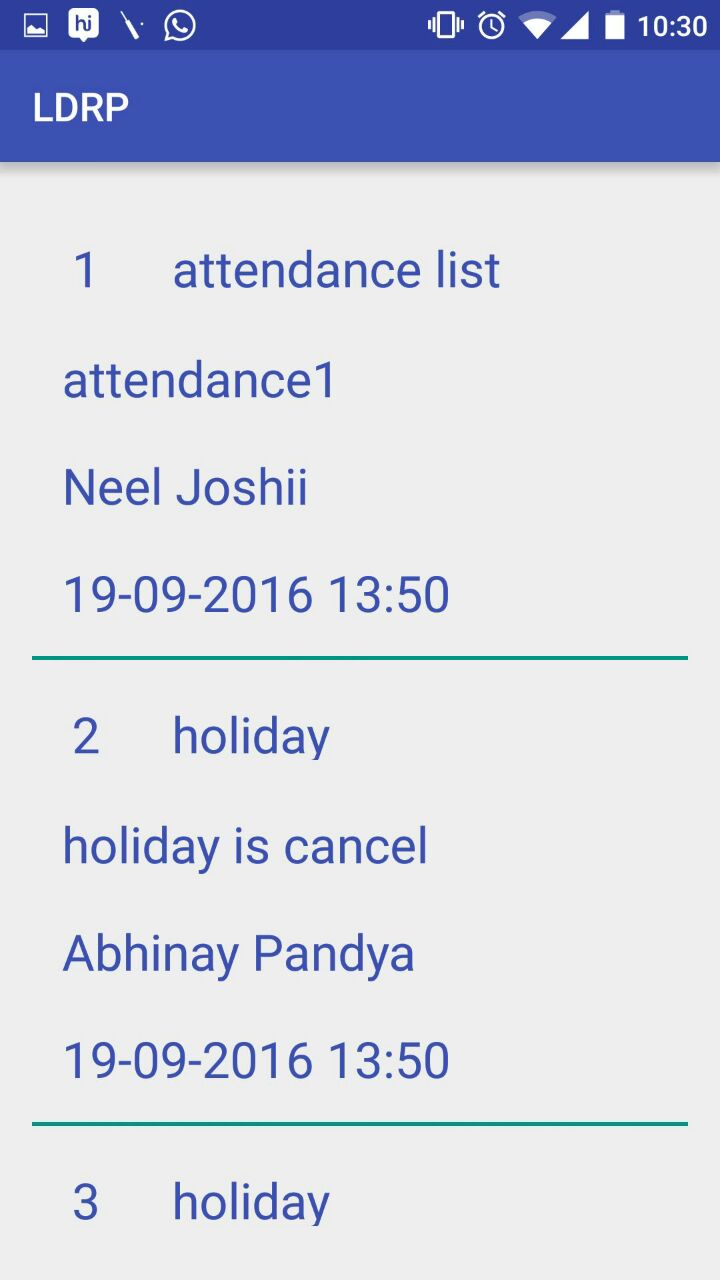 hi 10:30
LDRP
1 attendance list
attendance1
Neel Joshii
19-09-2016 13:50
2 holiday
holiday is cancel
Abhinay Pandya
19-09-2016 13:50
3 holiday